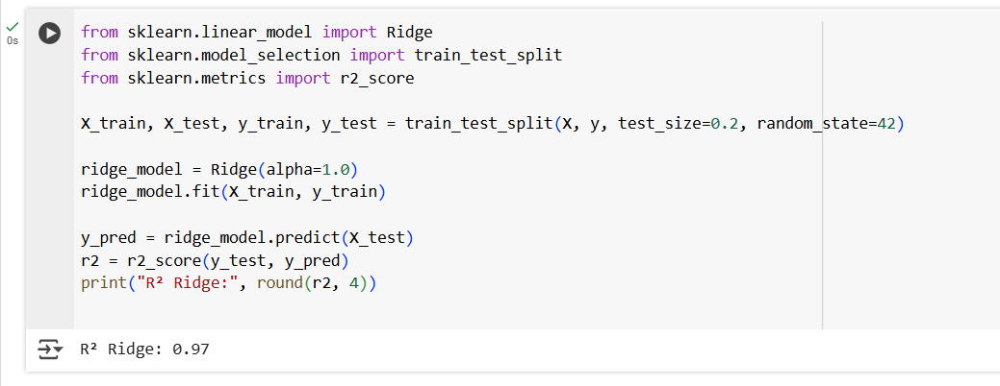 from sklearn.linear_model import Ridge
from sklearn.model_selection import train_test_split
from sklearn.metrics import r2_score
X_train, X_test, y_train, y_test = train_test_split(X, y, test_size=0.2, random_state=42)
ridge_model = Ridge(alpha=1.0)
ridge_model.fit(X_train, y_train)
y_pred = ridge_model.predict(X_test)
r2 = r2_score(y_test, y_pred)
print("R² Ridge:", round(r2, 4))
0s
R² Ridge: 0.97